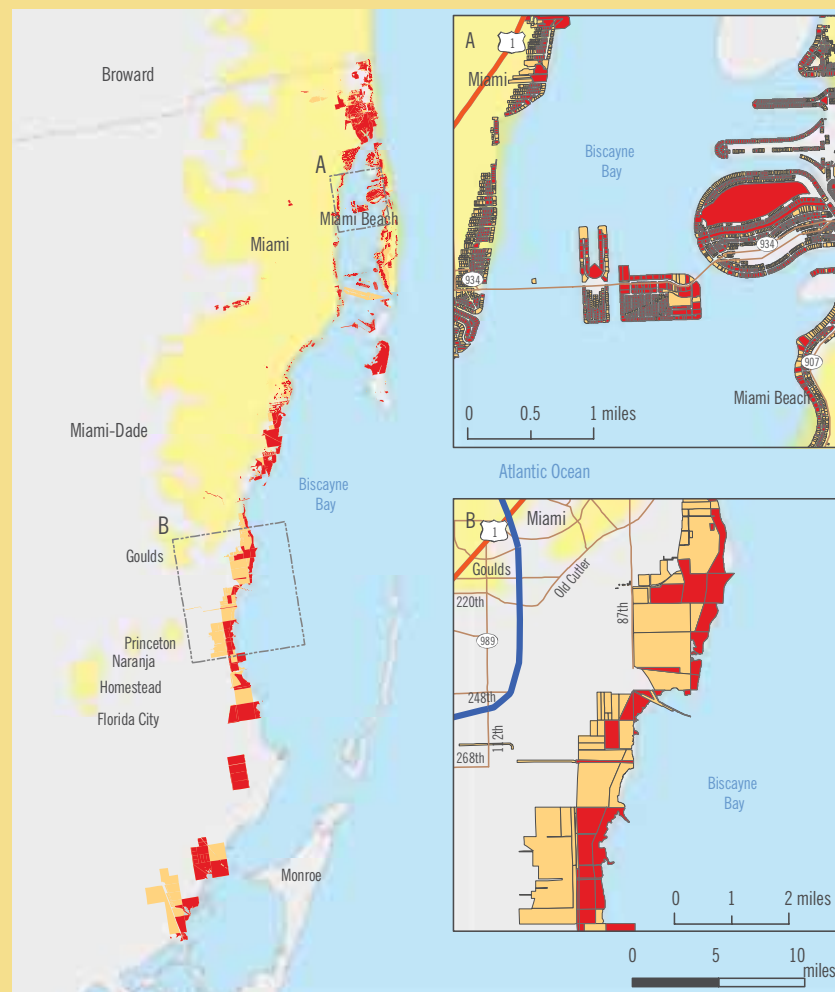 Broward
A
Miami Beach
Miami
Miami-Dade
Biscayne
Bay
B
Goulds
Princeton
Naranja
Homestead
Florida City
Monroe
A
1
Miami
Biscayne
Bay
934
934
907
Miami Beach
0 0.5 1 miles
Atlantic Ocean
B
1
Miami
Goulds
Old Cutler
220th
87th
989
248th
112th
268th
Biscayne
Bay
0 1 2 miles
0 5 10
miles